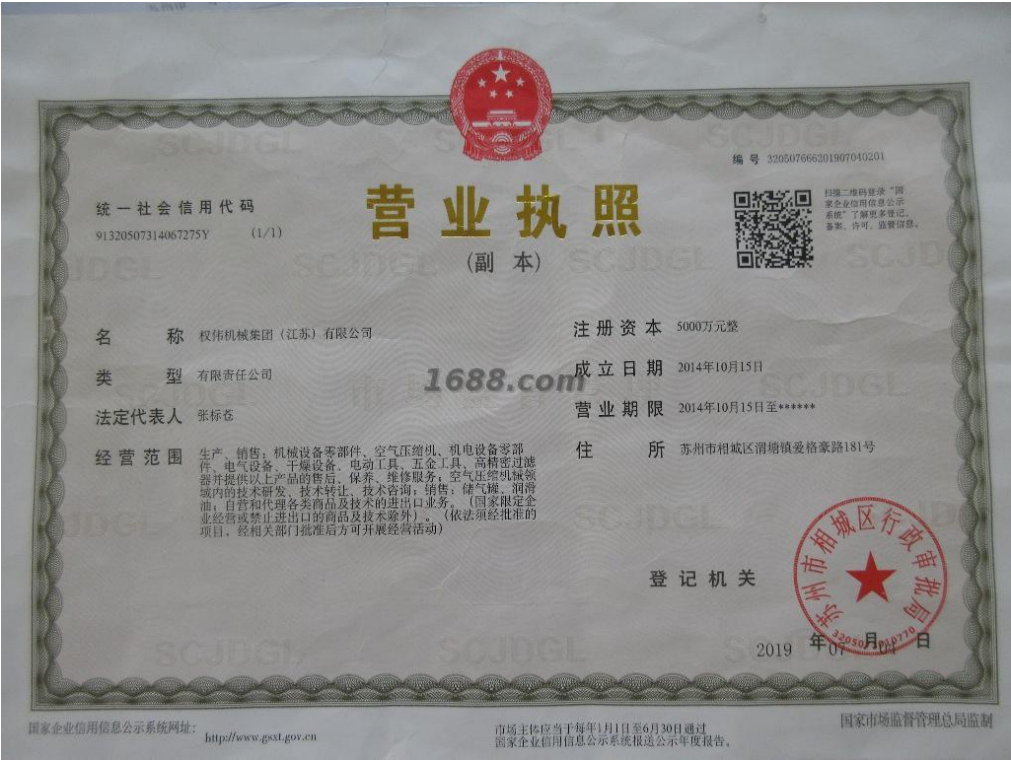 编 号 320507666201907040201
统一社会信用代码
91320507314067275Y (1/1)
营业执照
(副 本)
扫描二维码登录“国
家企业信用信息公示
系统”了解更多登记、
备案、许可、监管信息。
名 称 权伟机械集团（江苏）有限公司
类 型 有限责任公司
法定代表人 张标苍
经营范围 生产、销售：机械设备零部件、空气压缩机、机电设备零部
件、电气设备、干燥设备、电动工具、五金工具、高精密过滤
器并提供以上产品的售后、保养、维修服务；空气压缩机械领
域内的技术研发、技术转让、技术咨询；销售：储气罐、润滑
油；自营和代理各类商品及技术的进出口业务。（国家限定企
业经营或禁止进出口的商品及技术除外）。（依法须经批准的
项目，经相关部门批准后方可开展经营活动）
注册资本 5000万元整
成立日期 2014年10月15日
营业期限 2014年10月15日至******
住 所 苏州市相城区渭塘镇爱格豪路181号
1688.com
登记机关
苏州市相城区行政审批局
2019 年 07 月 04 日
国家企业信用信息公示系统网址：
http://www.gsxt.gov.cn
市场主体应当于每年1月1日至6月30日通过
国家企业信用信息公示系统报送公示年度报告。
国家市场监督管理总局监制
SCJDGL